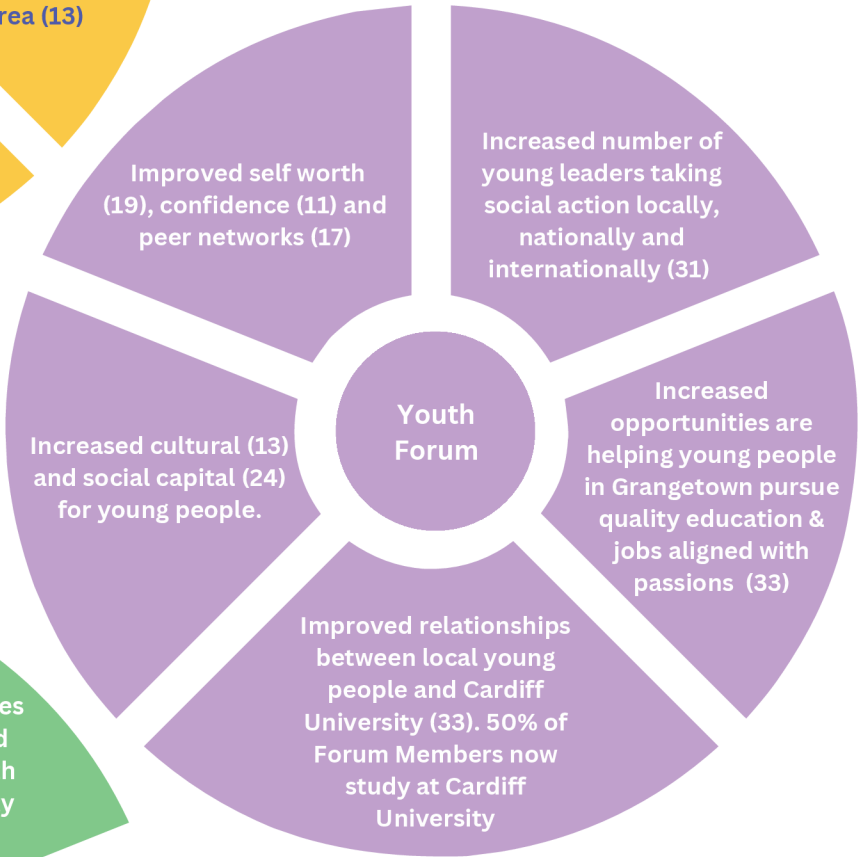 rea (13)
Improved self worth
(19), confidence (11) and
peer networks (17)
Increased number of
young leaders taking
social action locally,
nationally and
internationally (31)
Increased
opportunities are
helping young people
in Grangetown pursue
quality education &
jobs aligned with
passions (33)
Youth
Forum
Increased cultural (13)
and social capital (24)
for young people.
Improved relationships
between local young
people and Cardiff
University (33). 50% of
Forum Members now
study at Cardiff
University
es
d
h
y